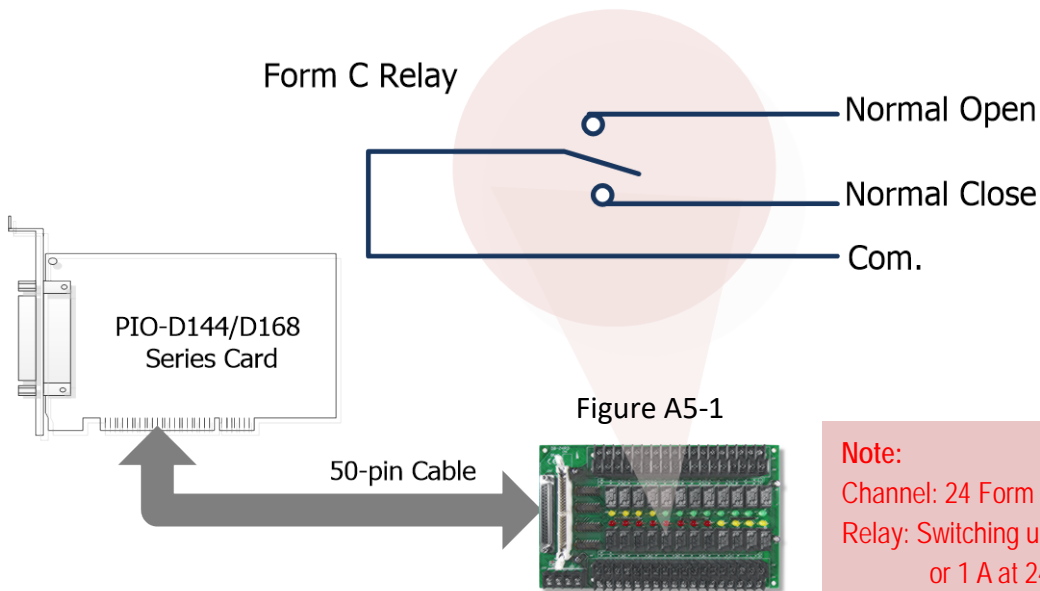 Form C Relay
Normal Open
Normal Close
Com.
PIO-D144/D168
Series Card
Figure A5-1
50-pin Cable
Note:
Channel: 24 Form
Relay: Switching u
or 1 A at 24